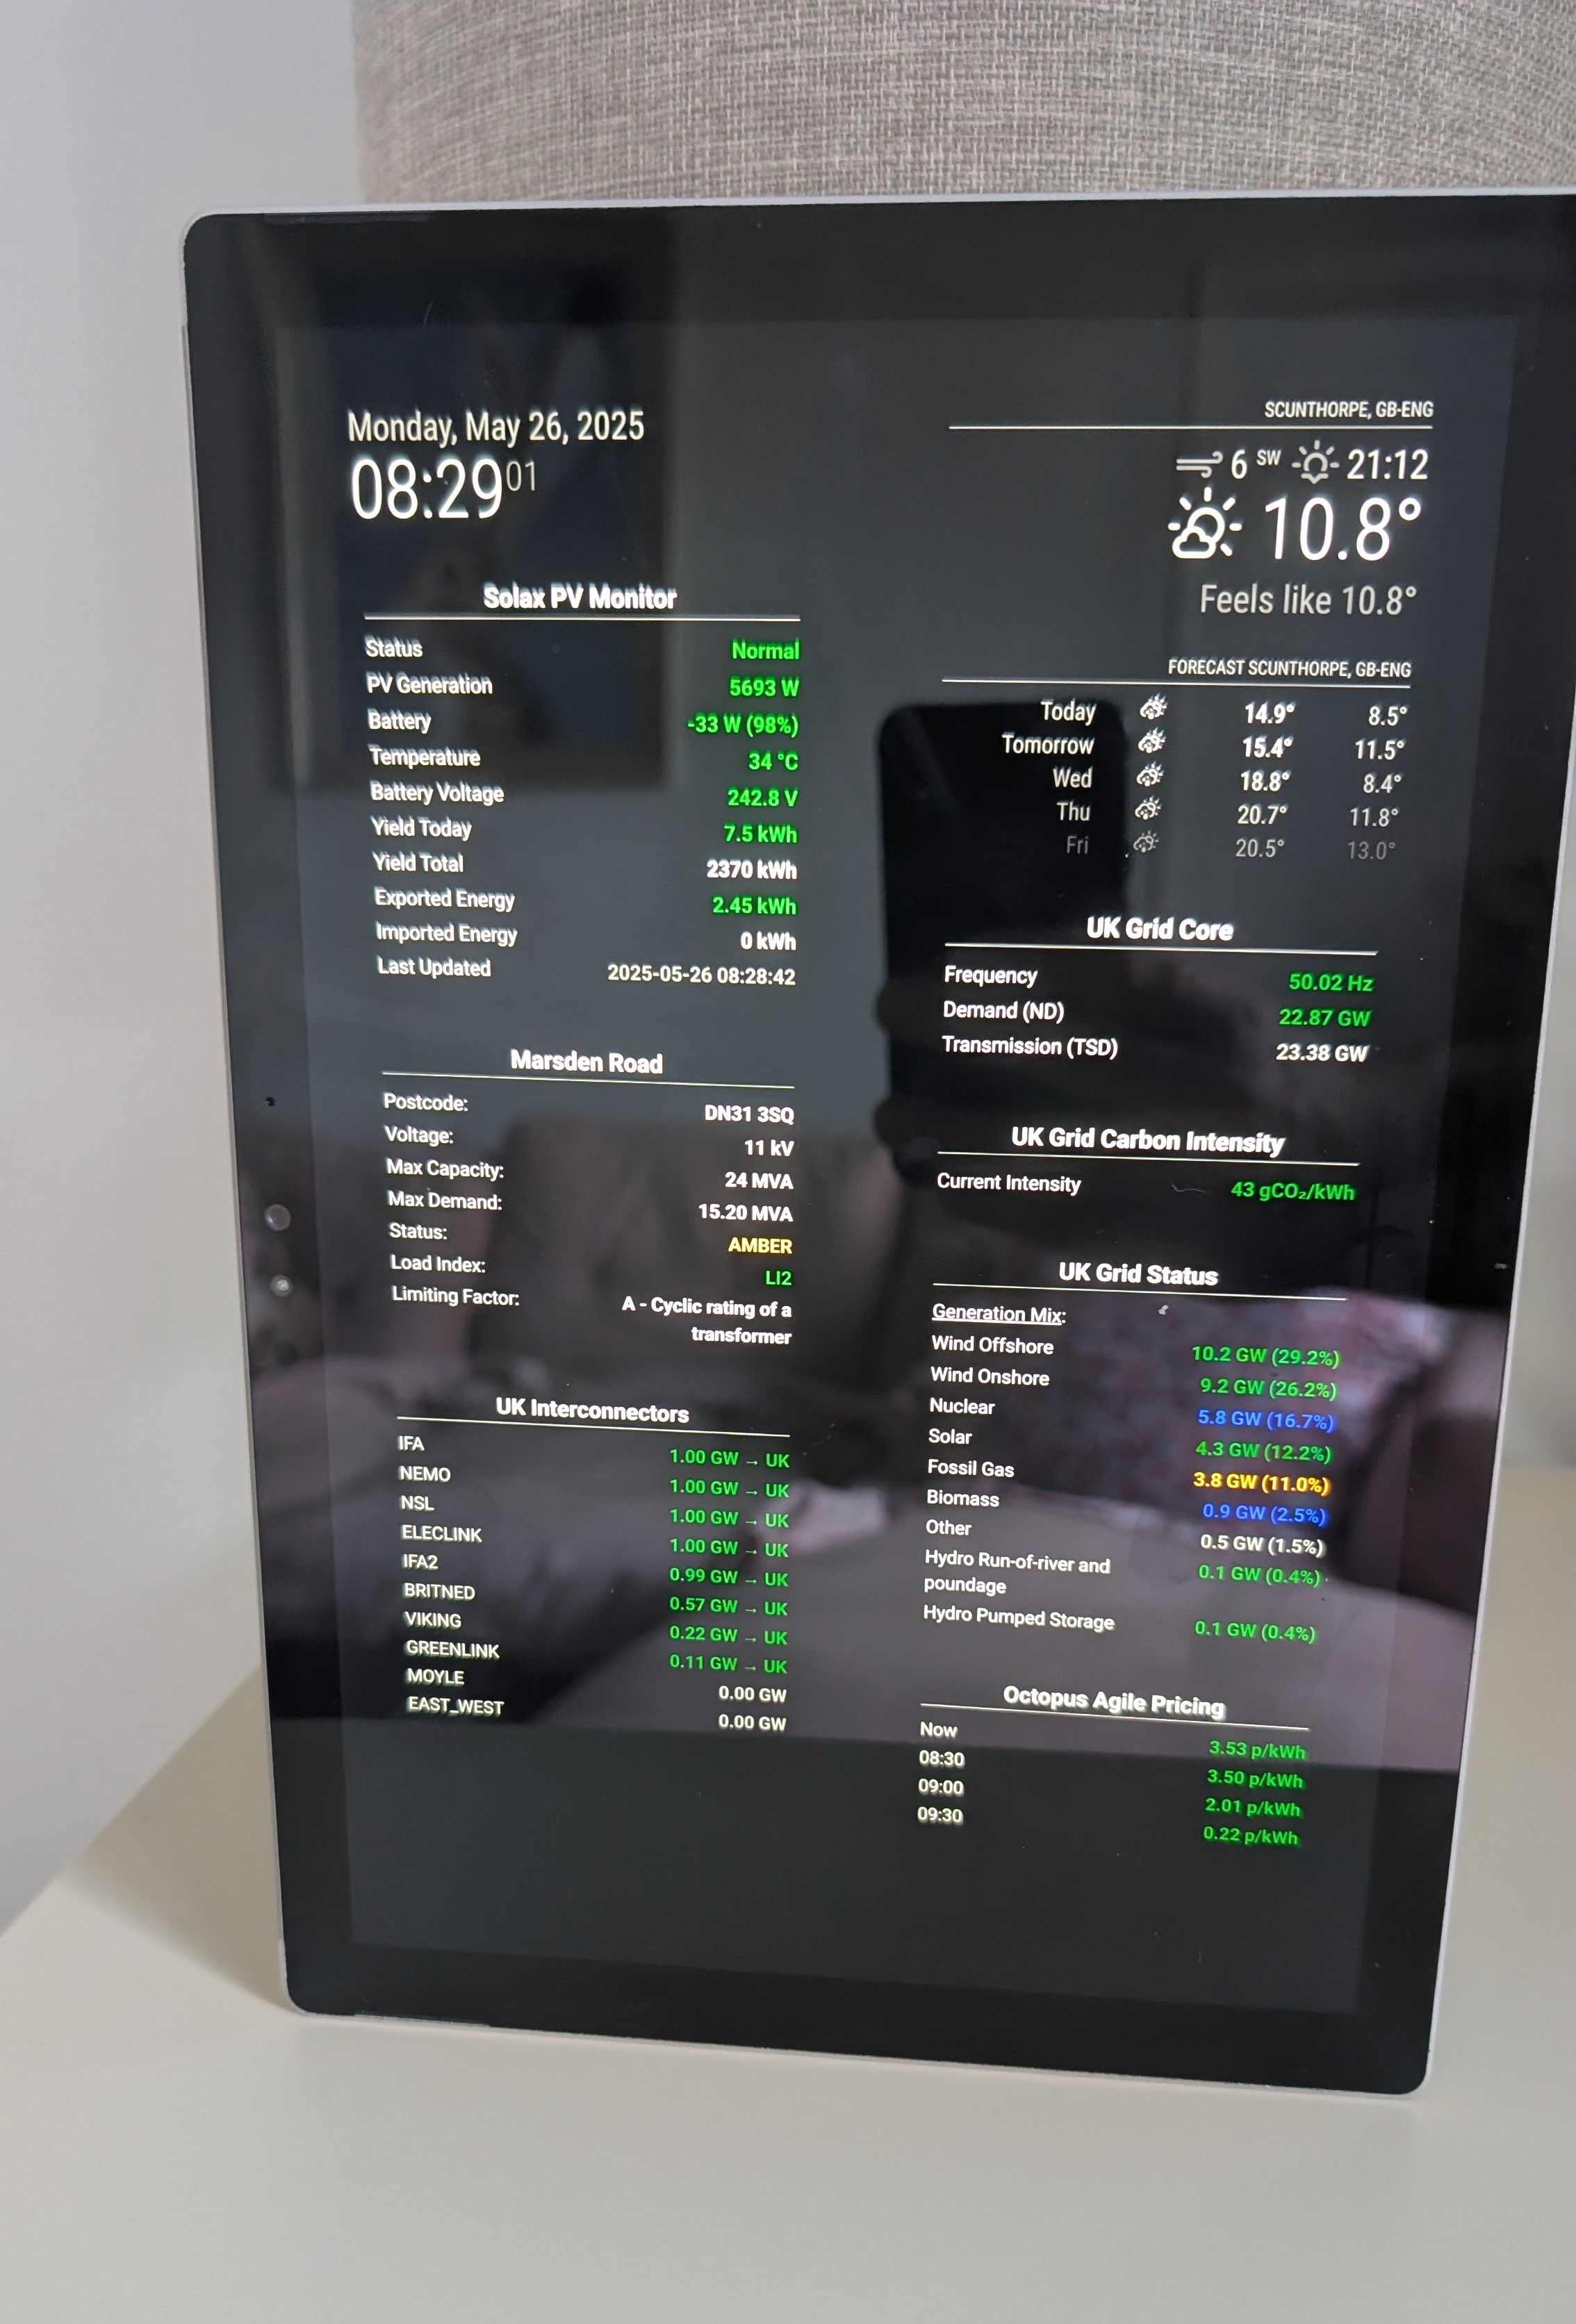 Monday, May 26, 2025
08:29 01
Solax PV Monitor
Status Normal
PV Generation 5693 W
Battery -33 W (98%)
Temperature 34 °C
Battery Voltage 242.8 V
Yield Today 7.5 kWh
Yield Total 2370 kWh
Exported Energy 2.45 kWh
Imported Energy 0 kWh
Last Updated 2025-05-26 08:28:42
Marsden Road
Postcode: DN31 3SQ
Voltage: 11 kV
Max Capacity: 24 MVA
Max Demand: 15.20 MVA
Status: AMBER
Load Index: LI2
Limiting Factor: A - Cyclic rating of a
transformer
UK Interconnectors
IFA 1.00 GW → UK
NEMO 1.00 GW → UK
NSL 1.00 GW → UK
ELECLINK 1.00 GW → UK
IFA2 0.99 GW → UK
BRITNED 0.57 GW → UK
VIKING 0.22 GW → UK
GREENLINK 0.11 GW → UK
MOYLE 0.00 GW
EAST_WEST 0.00 GW
SCUNTHORPE, GB-ENG
6 SW 21:12
10.8°
Feels like 10.8°
FORECAST SCUNTHORPE, GB-ENG
Today 14.9° 8.5°
Tomorrow 15.4° 11.5°
Wed 18.8° 8.4°
Thu 20.7° 11.8°
Fri 20.5° 13.0°
UK Grid Core
Frequency 50.02 Hz
Demand (ND) 22.87 GW
Transmission (TSD) 23.38 GW
UK Grid Carbon Intensity
Current Intensity 43 gCO₂/kWh
UK Grid Status
Generation Mix:
Wind Offshore 10.2 GW (29.2%)
Wind Onshore 9.2 GW (26.2%)
Nuclear 5.8 GW (16.7%)
Solar 4.3 GW (12.2%)
Fossil Gas 3.8 GW (11.0%)
Biomass 0.9 GW (2.5%)
Other 0.5 GW (1.5%)
Hydro Run-of-river and 0.1 GW (0.4%)
poundage
Hydro Pumped Storage 0.1 GW (0.4%)
Octopus Agile Pricing
Now 3.53 p/kWh
08:30 3.50 p/kWh
09:00 2.01 p/kWh
09:30 0.22 p/kWh